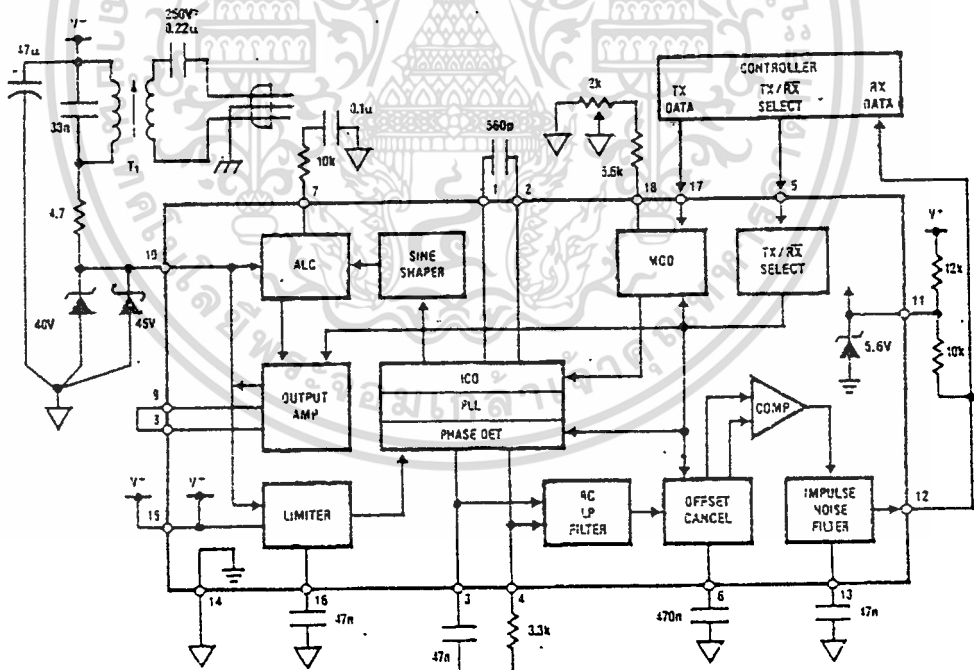 V+
47u
33n
T1
250V
0.22u
0.1u
10k
7
560p
1
2
2k
5.6k
18
17
5
CONTROLLER
TX DATA
TX/RX SELECT
RX DATA
4.7
40V
45V
10
ALC
SINE SHAPER
TX/RX SELECT
V+
12k
11
10k
5.6V
9
OUTPUT AMP
ICO
PLL
PHASE DET
COMP
V+
V+
15
LIMITER
RC LP FILTER
OFFSET CANCEL
IMPULSE NOISE FILTER
12
14
16
47n
3
47n
4
3.3k
6
470n
13
47n